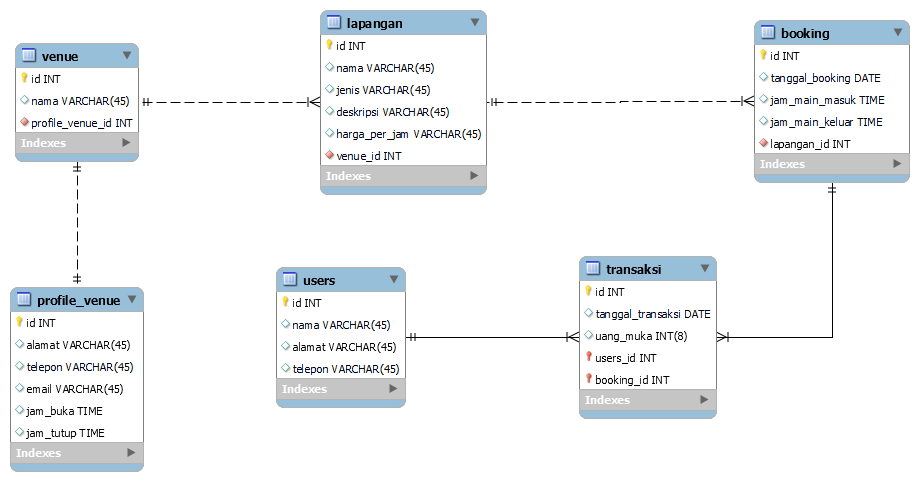 venue
id INT
nama VARCHAR(45)
profile_venue_id INT
Indexes
lapangan
id INT
nama VARCHAR(45)
jenis VARCHAR(45)
deskripsi VARCHAR(45)
harga_per_jam VARCHAR(45)
venue_id INT
Indexes
booking
id INT
tanggal_booking DATE
jam_main_masuk TIME
jam_main_keluar TIME
lapangan_id INT
Indexes
profile_venue
id INT
alamat VARCHAR(45)
telepon VARCHAR(45)
email VARCHAR(45)
jam_buka TIME
jam_tutup TIME
Indexes
users
id INT
nama VARCHAR(45)
alamat VARCHAR(45)
telepon VARCHAR(45)
Indexes
transaksi
id INT
tanggal_transaksi DATE
uang_muka INT(8)
users_id INT
booking_id INT
Indexes